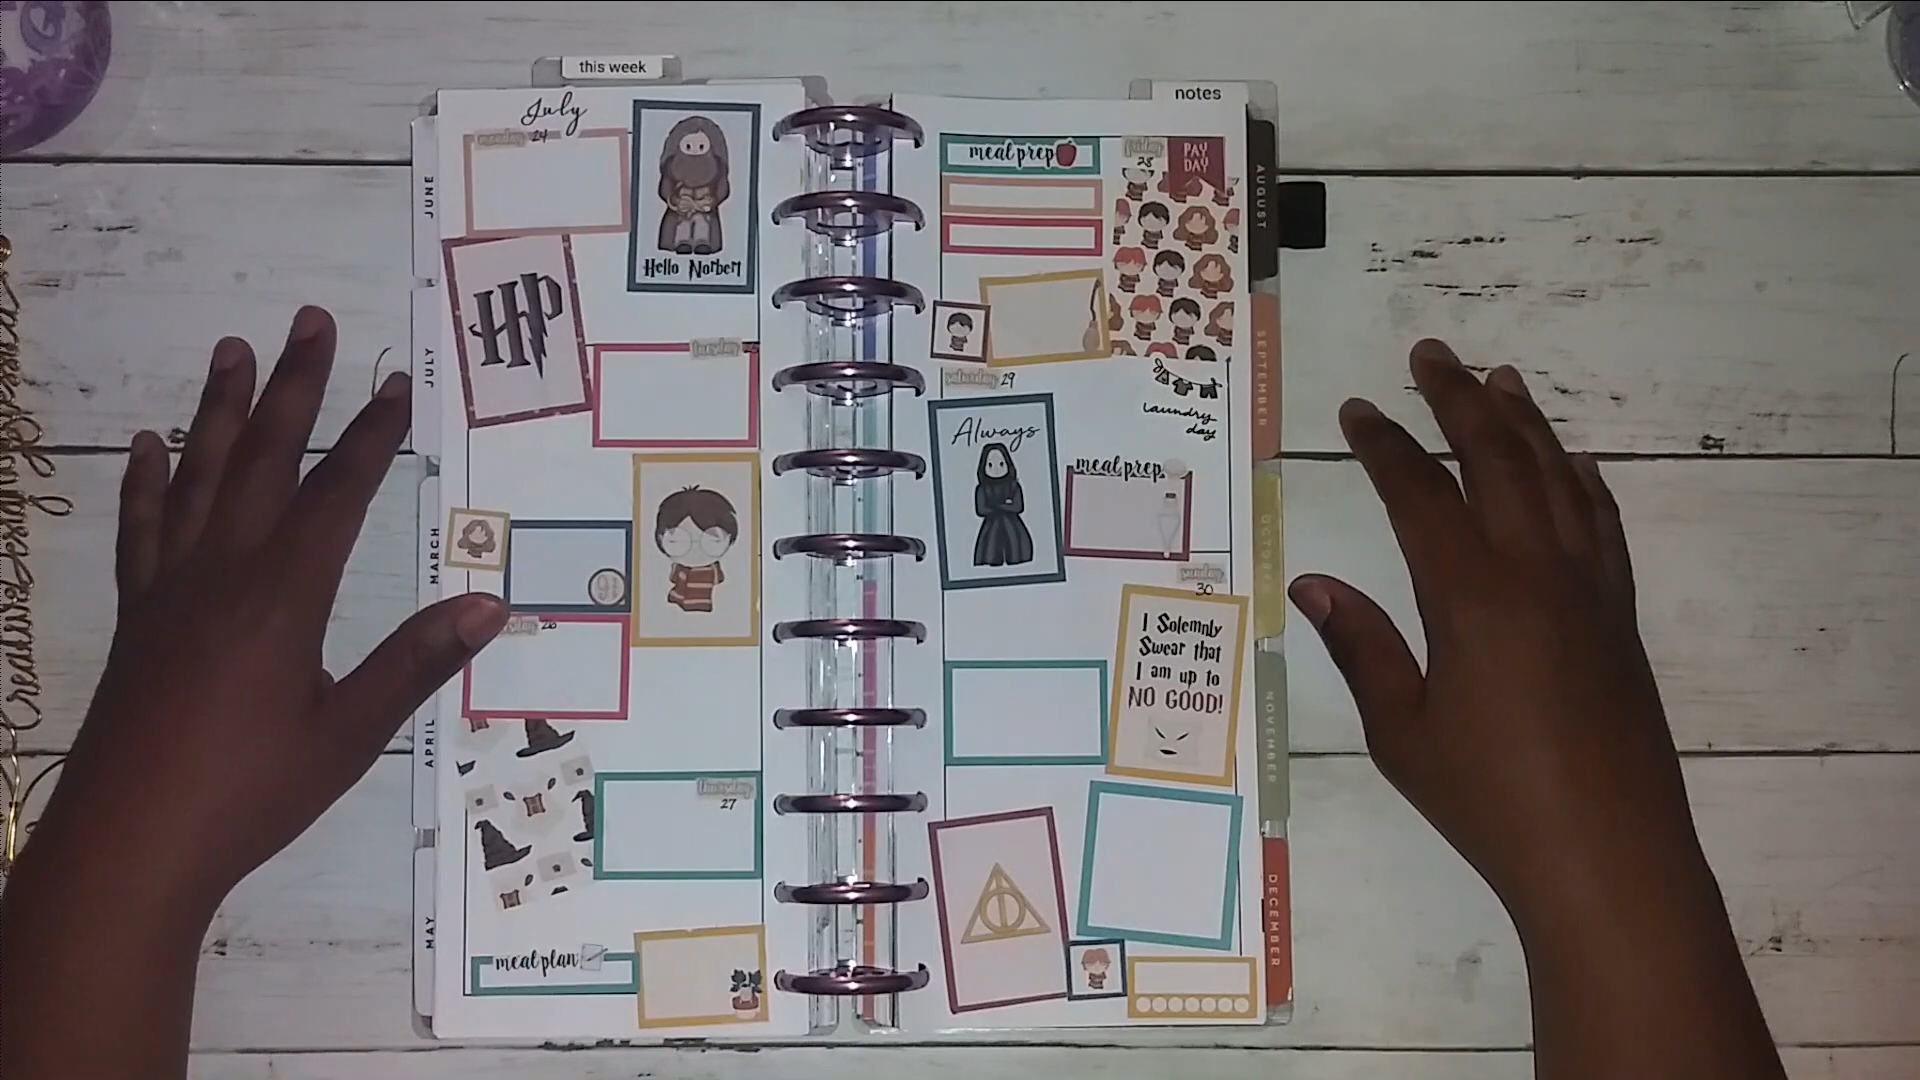 this week
notes
July
monday 24
Hello Norbert
HP
tuesday
JUNE
JULY
MARCH
APRIL
MAY
26
thursday
27
meal plan
meal prep
friday
28
PAY
DAY
saturday 29
laundry
day
Always
meal prep
sunday
30
I Solemnly
Swear that
I am up to
NO GOOD!
AUGUST
SEPTEMBER
OCTOBER
NOVEMBER
DECEMBER